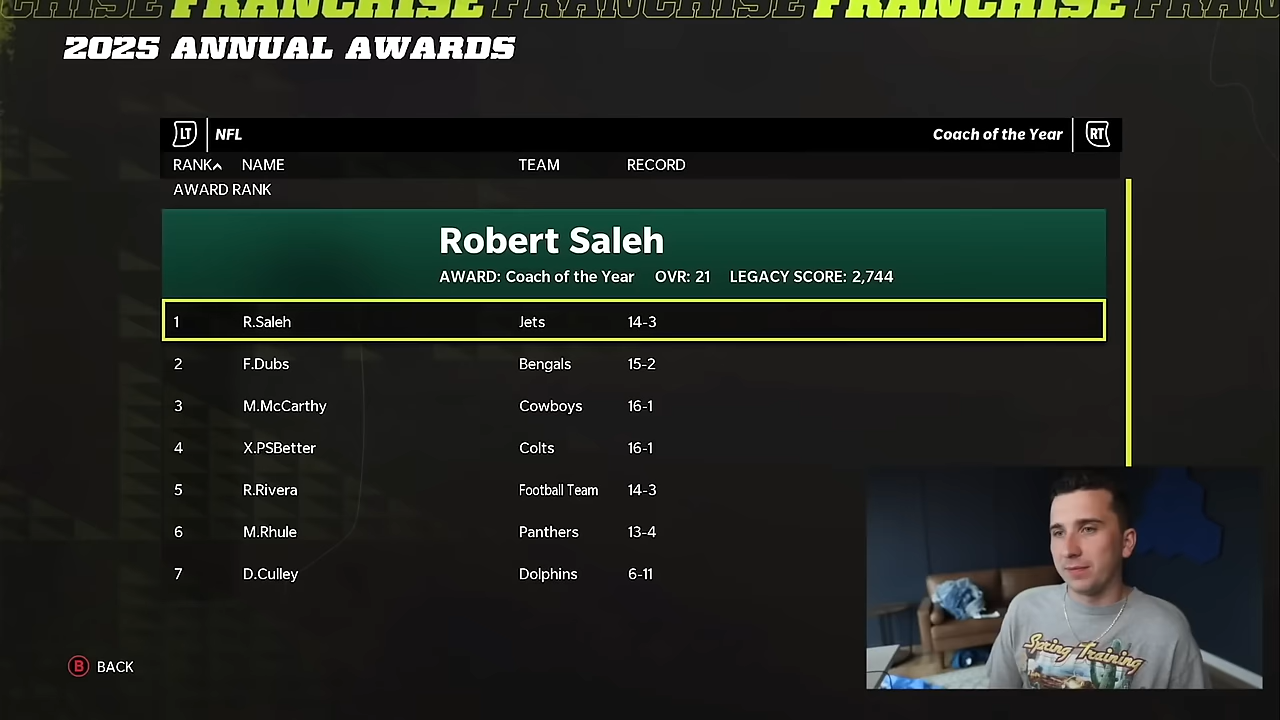 CHISE FRANCHISE FRANCHISE FRANCHISE FRAN
2025 ANNUAL AWARDS
LT NFL Coach of the Year RT
RANK NAME TEAM RECORD
AWARD RANK
Robert Saleh
AWARD: Coach of the Year OVR: 21 LEGACY SCORE: 2,744
1 R.Saleh Jets 14-3
2 F.Dubs Bengals 15-2
3 M.McCarthy Cowboys 16-1
4 X.PSBetter Colts 16-1
5 R.Rivera Football Team 14-3
6 M.Rhule Panthers 13-4
7 D.Culley Dolphins 6-11
Spring Training
B BACK